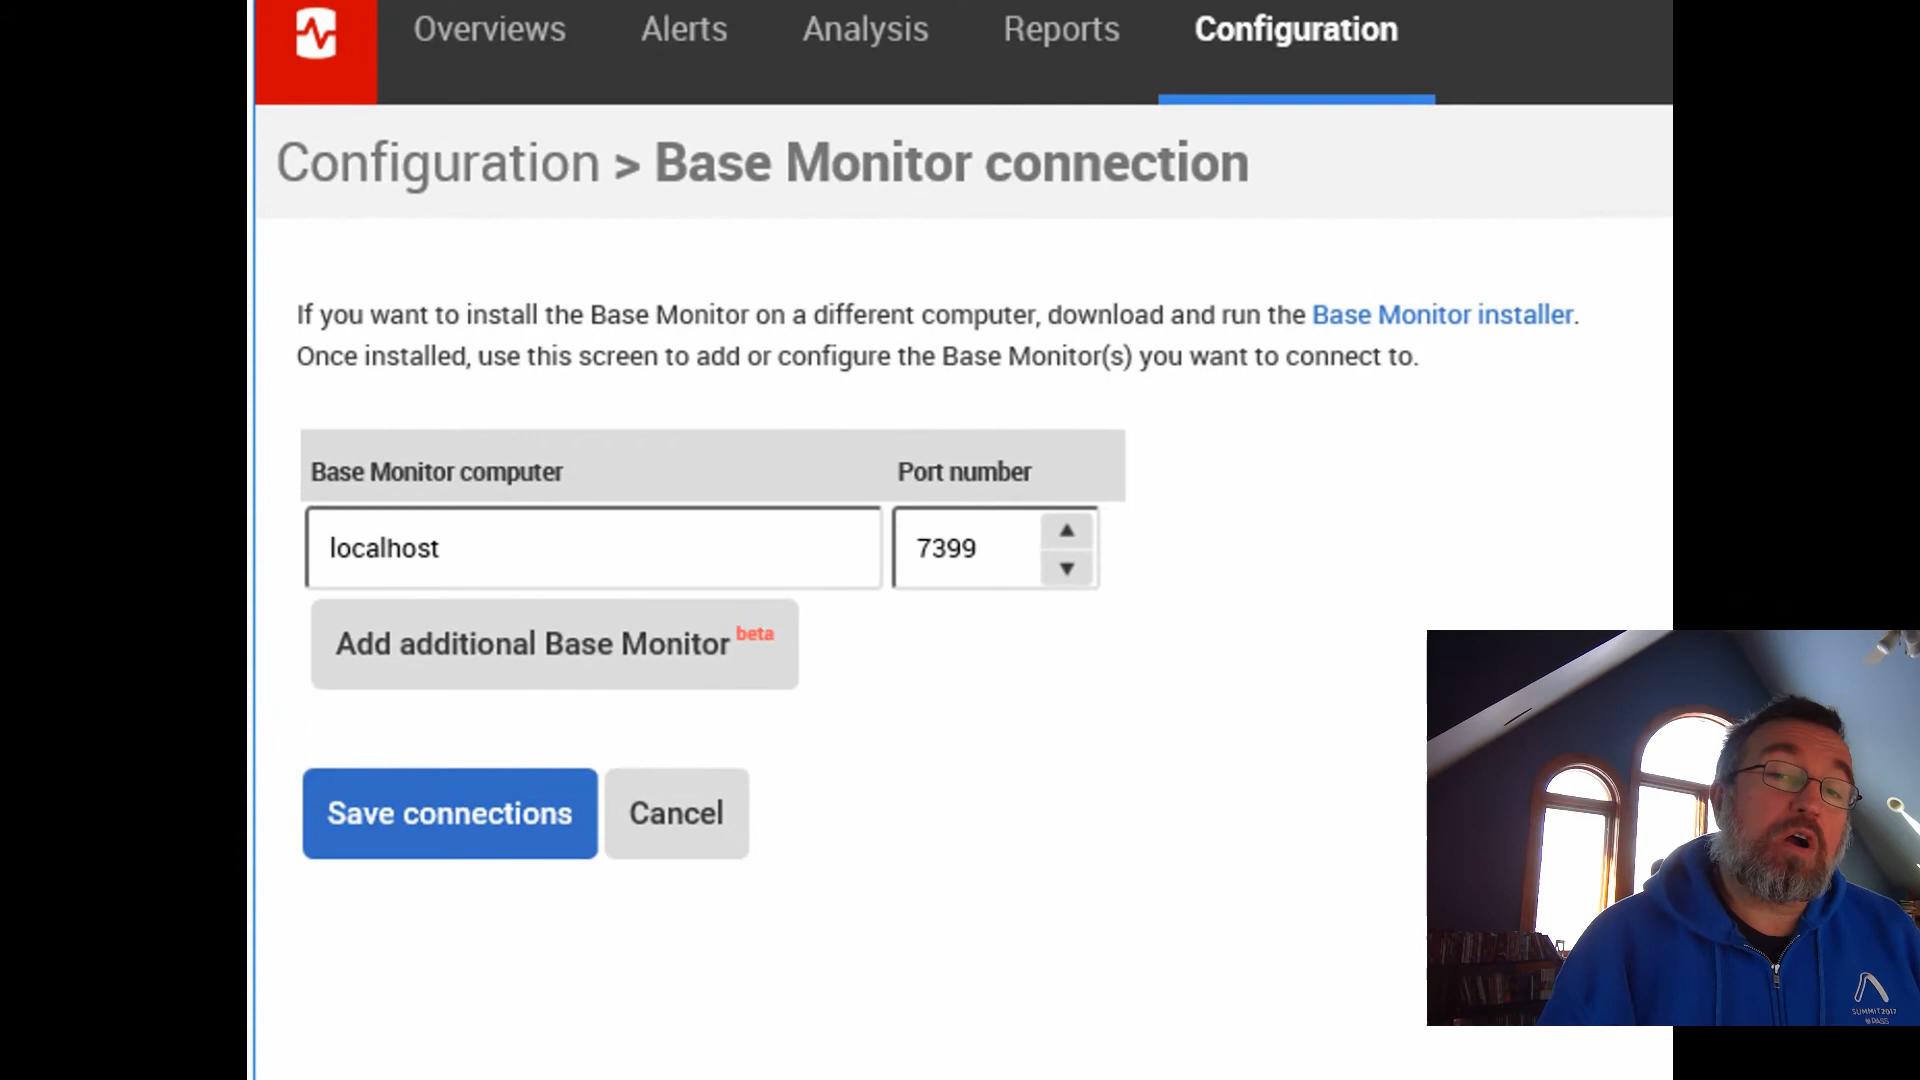 Overviews Alerts Analysis Reports Configuration
Configuration > Base Monitor connection
If you want to install the Base Monitor on a different computer, download and run the Base Monitor installer.
Once installed, use this screen to add or configure the Base Monitor(s) you want to connect to.
Base Monitor computer Port number
localhost 7399
Add additional Base Monitor beta
Save connections Cancel
SUMMIT2017
PASS